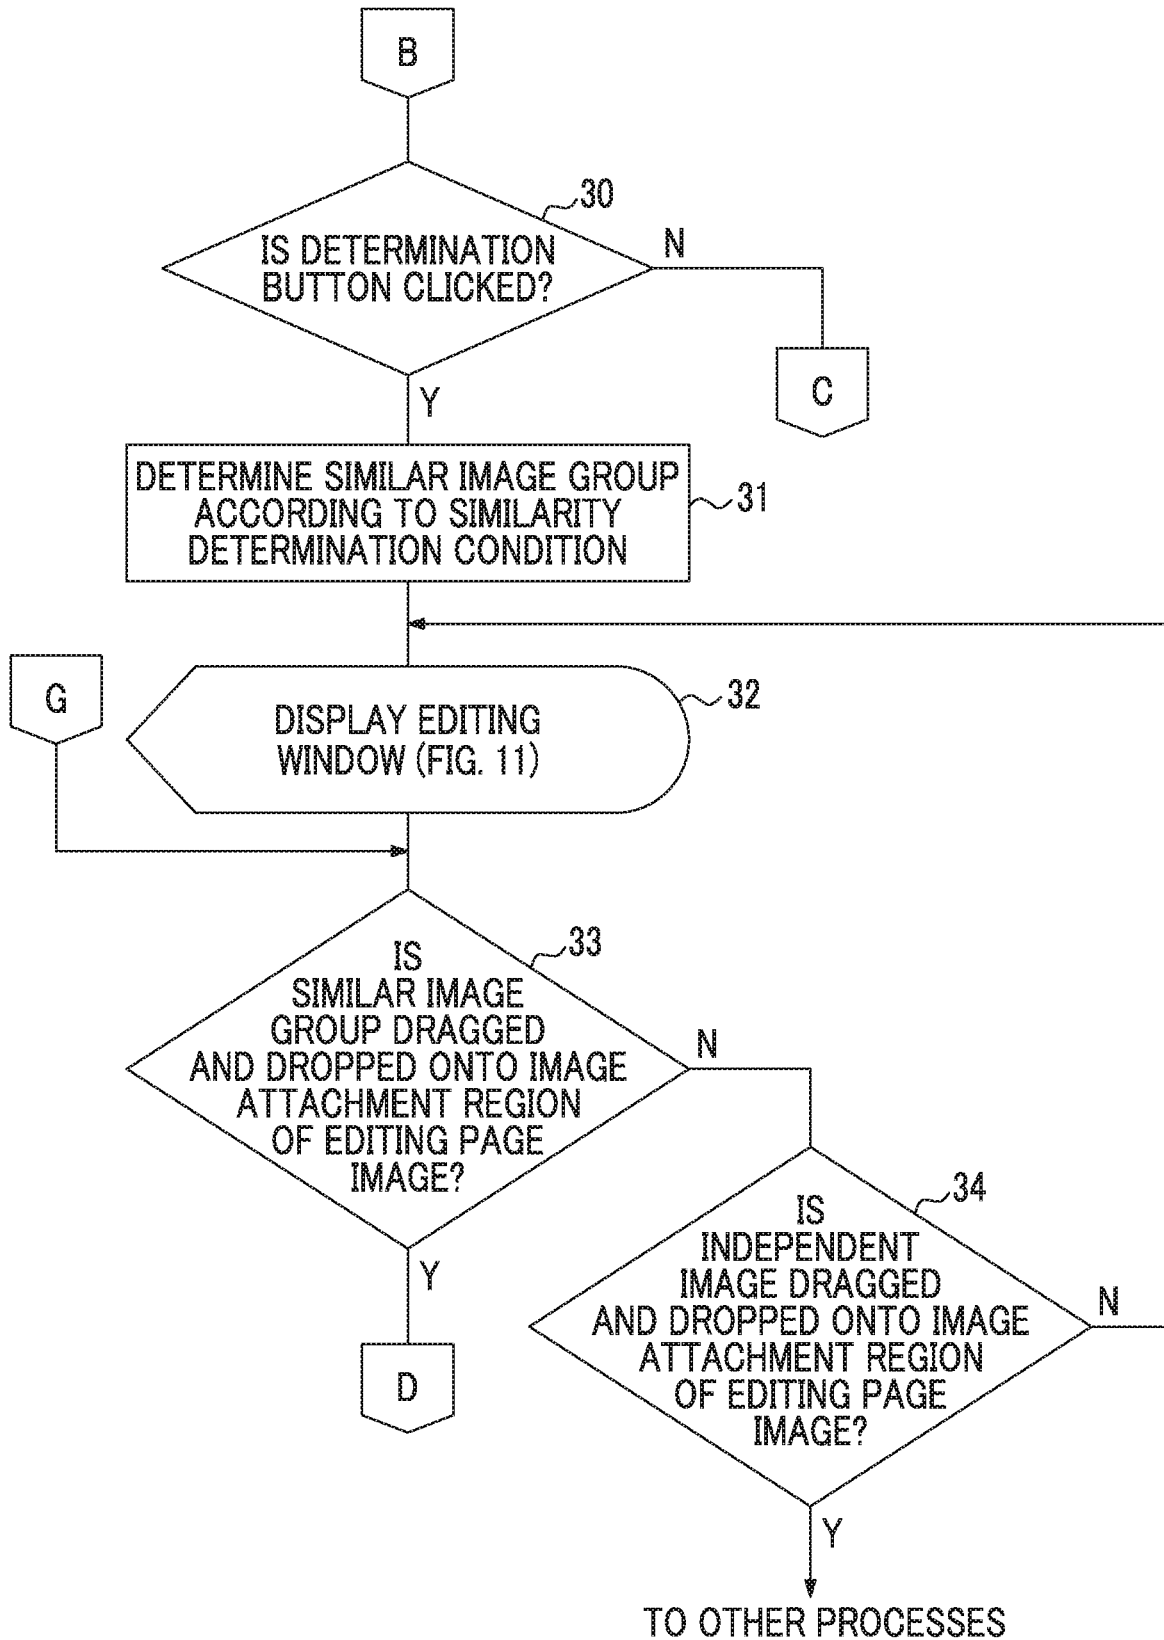 B
30
IS DETERMINATION
BUTTON CLICKED?
N
C
Y
DETERMINE SIMILAR IMAGE GROUP
ACCORDING TO SIMILARITY
DETERMINATION CONDITION
31
G
DISPLAY EDITING
WINDOW (FIG. 11)
32
33
IS
SIMILAR IMAGE
GROUP DRAGGED
AND DROPPED ONTO IMAGE
ATTACHMENT REGION
OF EDITING PAGE
IMAGE?
N
Y
D
34
IS
INDEPENDENT
IMAGE DRAGGED
AND DROPPED ONTO IMAGE
ATTACHMENT REGION
OF EDITING PAGE
IMAGE?
N
Y
TO OTHER PROCESSES